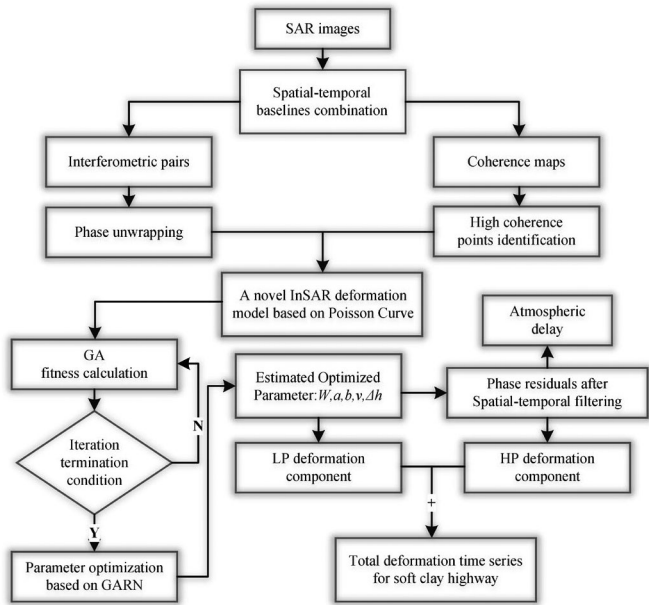 SAR images
Spatial-temporal
baselines combination
Interferometric pairs
Coherence maps
Phase unwrapping
High coherence
points identification
A novel InSAR deformation
model based on Poisson Curve
Atmospheric
delay
GA
fitness calculation
Estimated Optimized
Parameter:W,a,b,v,Δh
Phase residuals after
Spatial-temporal filtering
N
Iteration
termination
condition
LP deformation
component
HP deformation
component
+
Y
Parameter optimization
based on GARN
Total deformation time series
for soft clay highway